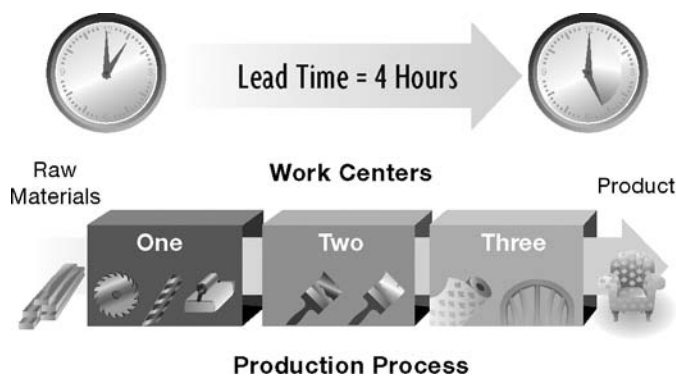 Lead Time = 4 Hours
Raw
Materials
Work Centers
Product
One
Two
Three
Production Process